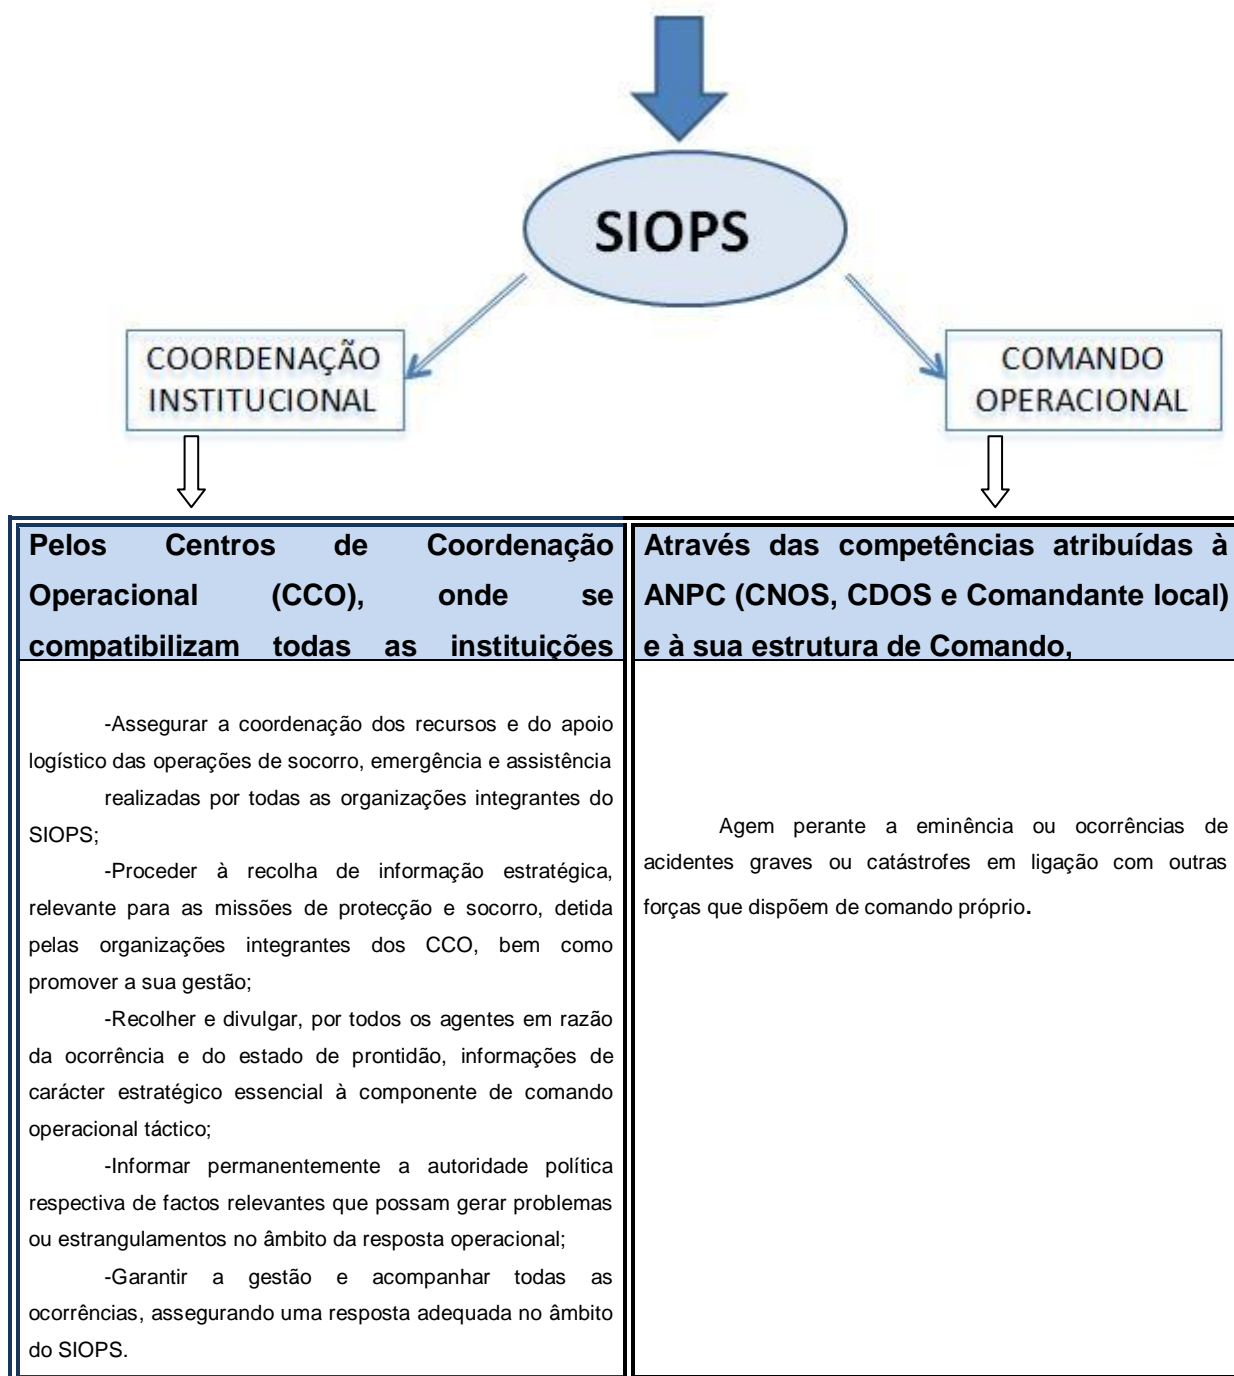 SIOPS
COORDENAÇÃO
INSTITUCIONAL
COMANDO
OPERACIONAL
Pelos Centros de Coordenação
Operacional (CCO), onde se
compatibilizam todas as instituições
-Assegurar a coordenação dos recursos e do apoio
logístico das operações de socorro, emergência e assistência
realizadas por todas as organizações integrantes do
SIOPS;
-Proceder à recolha de informação estratégica,
relevante para as missões de protecção e socorro, detida
pelas organizações integrantes dos CCO, bem como
promover a sua gestão;
-Recolher e divulgar, por todos os agentes em razão
da ocorrência e do estado de prontidão, informações de
carácter estratégico essencial à componente de comando
operacional táctico;
-Informar permanentemente a autoridade política
respectiva de factos relevantes que possam gerar problemas
ou estrangulamentos no âmbito da resposta operacional;
-Garantir a gestão e acompanhar todas as
ocorrências, assegurando uma resposta adequada no âmbito
do SIOPS.
Através das competências atribuídas à
ANPC (CNOS, CDOS e Comandante local)
e à sua estrutura de Comando,
Agem perante a eminência ou ocorrências de
acidentes graves ou catástrofes em ligação com outras
forças que dispõem de comando próprio.